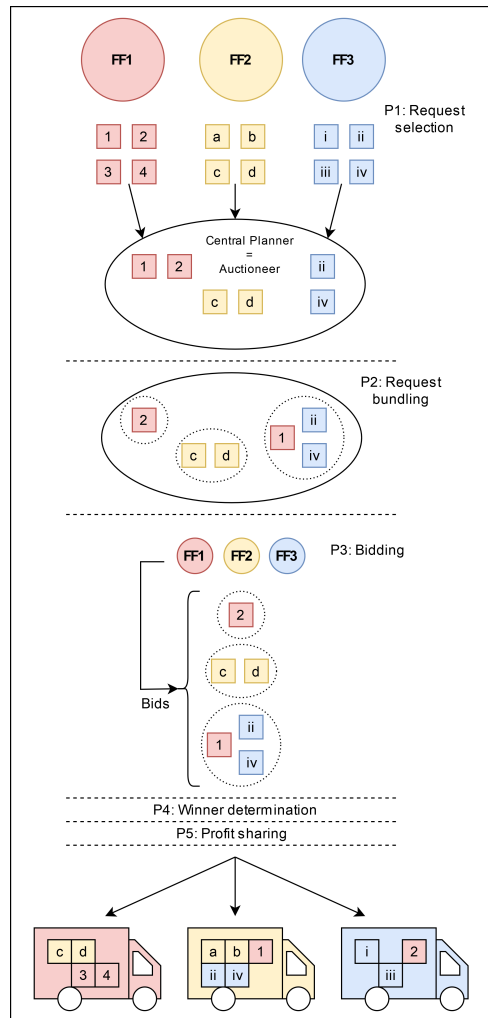 FF1 FF2 FF3
P1: Request
selection
1 2 a b i ii
3 4 c d iii iv
Central Planner
=
Auctioneer
1 2 ii
c d iv
P2: Request
bundling
2 ii
1
c d iv
P3: Bidding
FF1 FF2 FF3
2
c d
Bids
ii
1
iv
P4: Winner determination
P5: Profit sharing
c d a b 1 i 2
3 4 ii iv iii